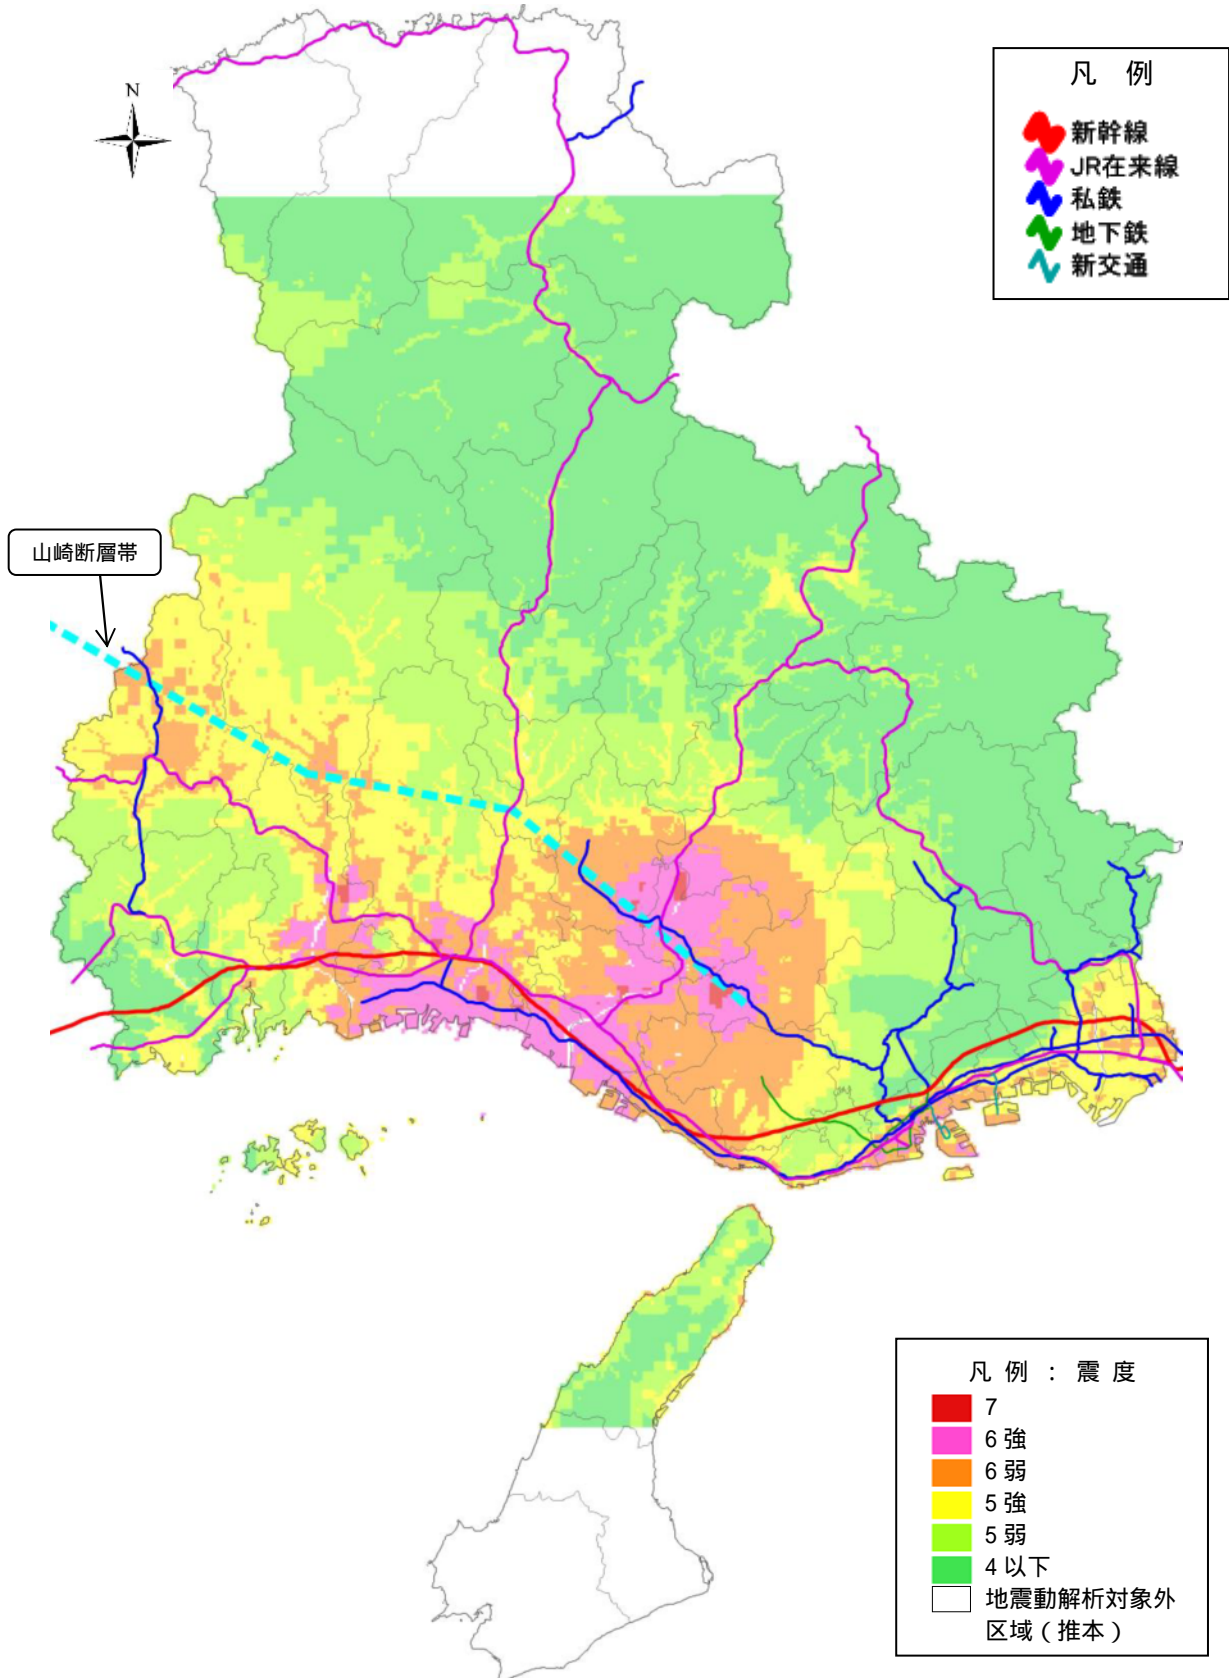 N
凡 例
新幹線
JR在来線
私鉄
地下鉄
新交通
山崎断層帯
凡 例 : 震 度
7
6 強
6 弱
5 強
5 弱
4 以下
地震動解析対象外
区域(推本)